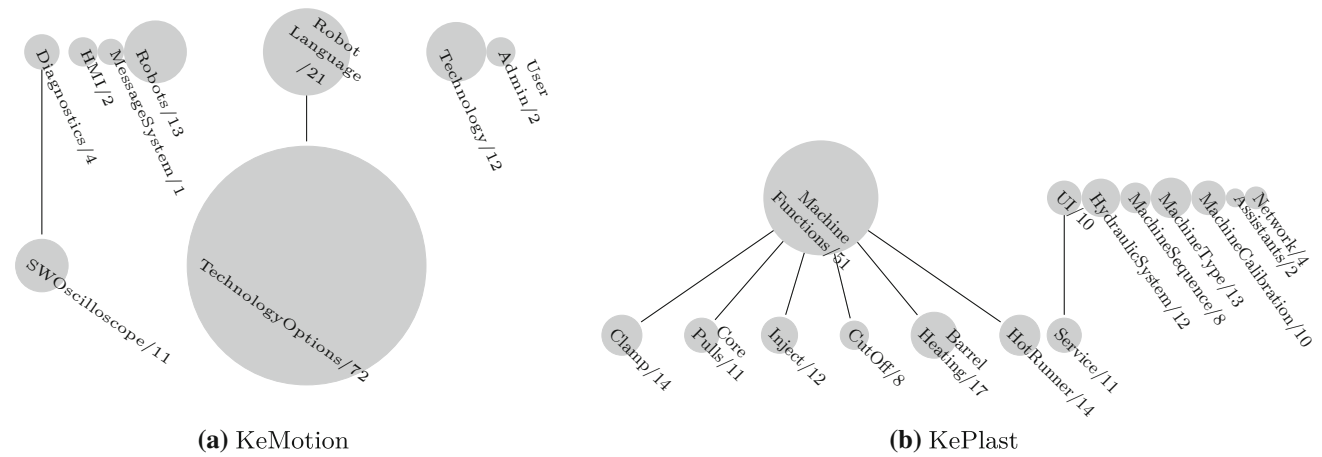 Diagnostics/4
HMI/2
MessageSystem/1
Robots/13
Robot
Language
/21
Technology/12
User
Admin/2
SWOscilloscope/11
TechnologyOptions/72
(a) KeMotion
Machine
Functions/51
Clamp/14
Core
Pulls/11
Inject/12
CutOff/8
Barrel
Heating/17
HotRunner/14
UI/10
HydraulicSystem/12
MachineSequence/8
MachineType/13
MachineCalibration/10
Assistants/2
Network/4
Service/11
(b) KePlast